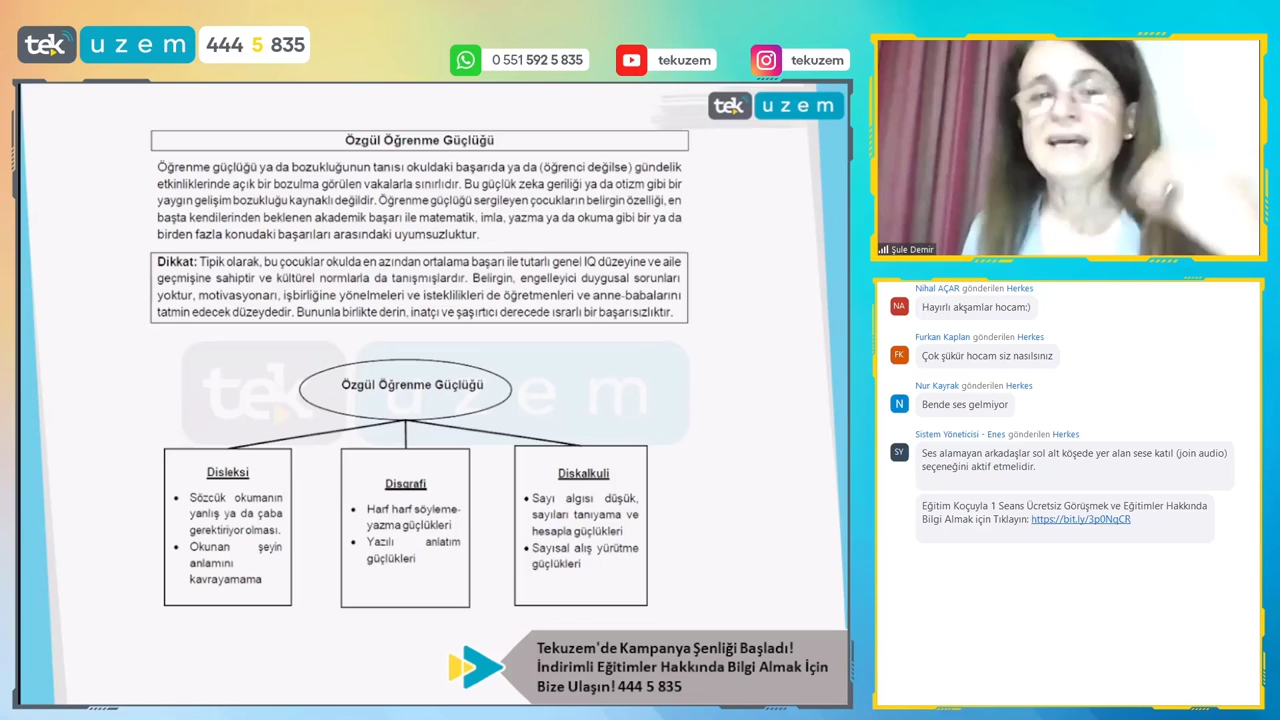 tek uzem 444 5 835
0 551 592 5 835
tekuzem
tekuzem
tek uzem
Özgül Öğrenme Güçlüğü
Öğrenme güçlüğü ya da bozukluğunun tanısı okuldaki başarıda ya da (öğrenci değilse) gündelik
etkinliklerinde açık bir bozulma görülen vakalarla sınırlıdır. Bu güçlük zeka geriliği ya da otizm gibi bir
yaygın gelişim bozukluğu kaynaklı değildir. Öğrenme güçlüğü sergileyen çocukların belirgin özelliği, en
başta kendilerinden beklenen akademik başarı ile matematik, imla, yazma ya da okuma gibi bir ya da
birden fazla konudaki başarıları arasındaki uyumsuzluktur.
Dikkat: Tipik olarak, bu çocuklar okulda en azından ortalama başarı ile tutarlı genel IQ düzeyine ve aile
geçmişine sahiptir ve kültürel normlarla da tanışmışlardır. Belirgin, engelleyici duygusal sorunları
yoktur, motivasyonarı, işbirliğine yönelmeleri ve isteklilikleri de öğretmenleri ve anne-babalarını
tatmin edecek düzeydedir. Bununla birlikte derin, inatçı ve şaşırtıcı derecede ısrarlı bir başarısızlıktır.
tek uzem
Özgül Öğrenme Güçlüğü
Disleksi
Sözcük okumanın
yanlış ya da çaba
gerektiriyor olması.
Okunan şeyin
anlamını
kavrayamama
Disgrafi
Harf harf söyleme-
yazma güçlükleri
Yazılı anlatım
güçlükleri
Diskalkuli
Sayı algısı düşük,
sayıları tanıyama ve
hesapla güçlükleri
Sayısal alış yürütme
güçlükleri
Tekuzem'de Kampanya Şenliği Başladı!
İndirimli Eğitimler Hakkında Bilgi Almak İçin
Bize Ulaşın! 444 5 835
Şule Demir
Nihal AÇAR gönderilen Herkes
NA Hayırlı akşamlar hocam:)
Furkan Kaplan gönderilen Herkes
FK Çok şükür hocam siz nasılsınız
Nur Kayrak gönderilen Herkes
N Bende ses gelmiyor
Sistem Yöneticisi - Enes gönderilen Herkes
SY Ses alamayan arkadaşlar sol alt köşede yer alan sese katıl (join audio)
seçeneğini aktif etmelidir.
Eğitim Koçuyla 1 Seans Ücretsiz Görüşmek ve Eğitimler Hakkında
Bilgi Almak için Tıklayın: https://bit.ly/3p0NqCR